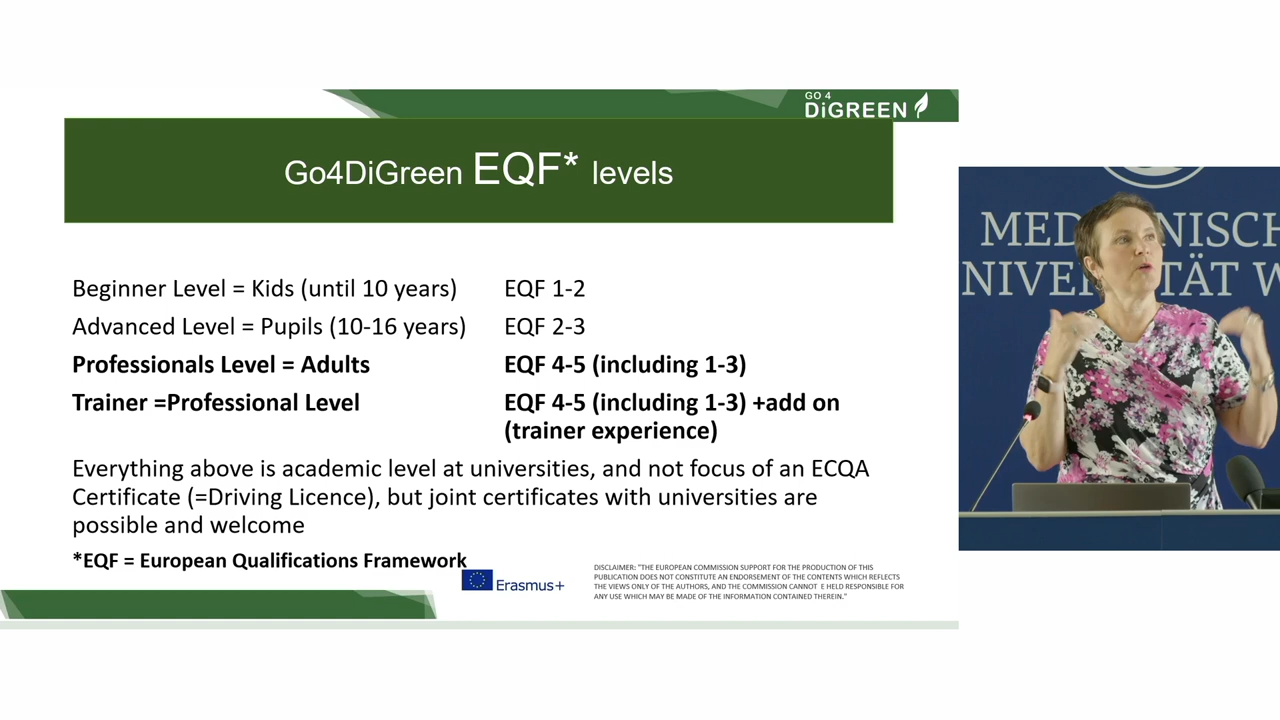 GO 4
DiGREEN
Go4DiGreen EQF* levels
Beginner Level = Kids (until 10 years) EQF 1-2
Advanced Level = Pupils (10-16 years) EQF 2-3
Professionals Level = Adults EQF 4-5 (including 1-3)
Trainer =Professional Level EQF 4-5 (including 1-3) +add on
(trainer experience)
Everything above is academic level at universities, and not focus of an ECQA
Certificate (=Driving Licence), but joint certificates with universities are
possible and welcome
*EQF = European Qualifications Framework
Erasmus+
DISCLAIMER: "THE EUROPEAN COMMISSION SUPPORT FOR THE PRODUCTION OF THIS
PUBLICATION DOES NOT CONSTITUTE AN ENDORSEMENT OF THE CONTENTS WHICH REFLECTS
THE VIEWS ONLY OF THE AUTHORS, AND THE COMMISSION CANNOT E HELD RESPONSIBLE FOR
ANY USE WHICH MAY BE MADE OF THE INFORMATION CONTAINED THEREIN."
MED NISCH
NIVE ITÄT W